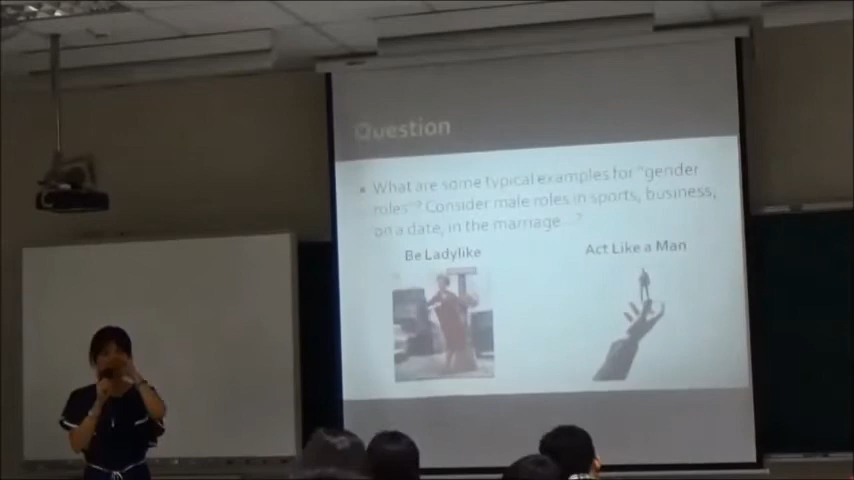 Question
What are some typical examples for "gender
roles"? Consider male roles in sports, business,
on a date, in the marriage…?
Be Ladylike
Act Like a Man